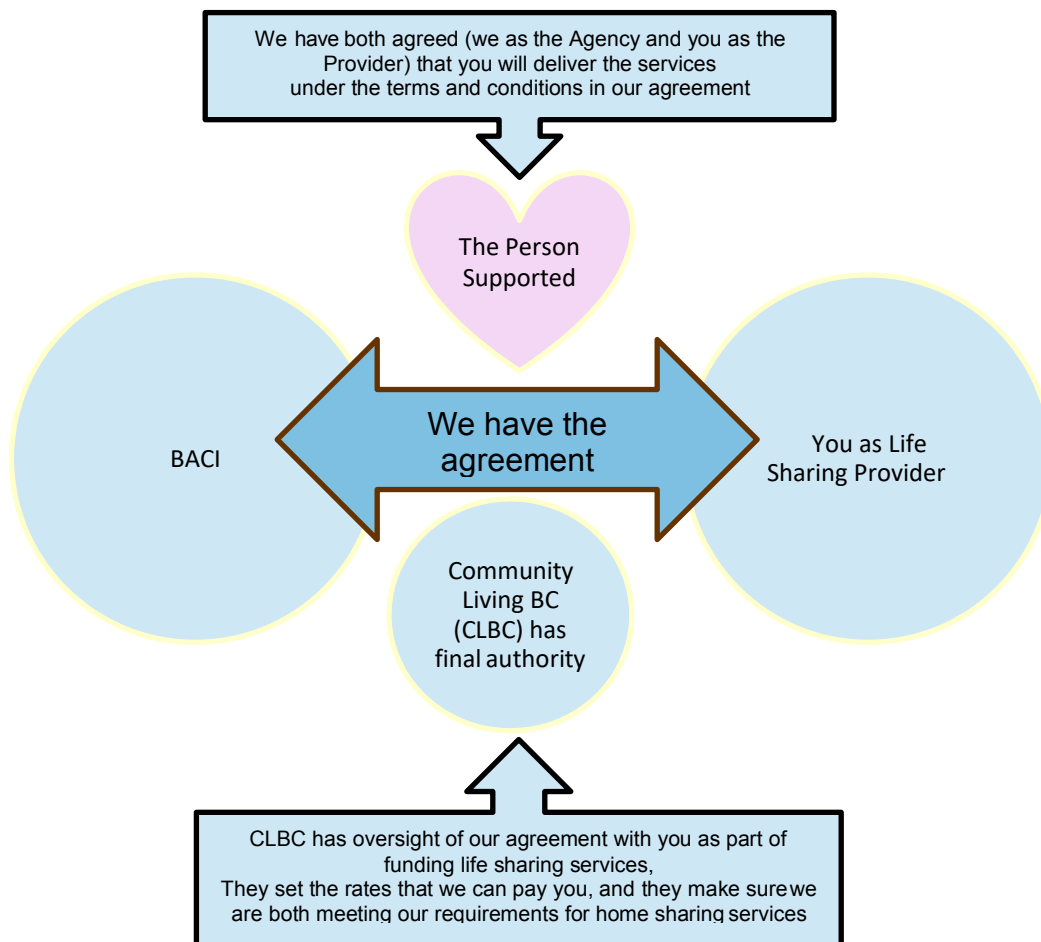 We have both agreed (we as the Agency and you as the
Provider) that you will deliver the services
under the terms and conditions in our agreement
The Person
Supported
BACI
We have the
agreement
You as Life
Sharing Provider
Community
Living BC
(CLBC) has
final authority
CLBC has oversight of our agreement with you as part of
funding life sharing services,
They set the rates that we can pay you, and they make sure we
are both meeting our requirements for home sharing services